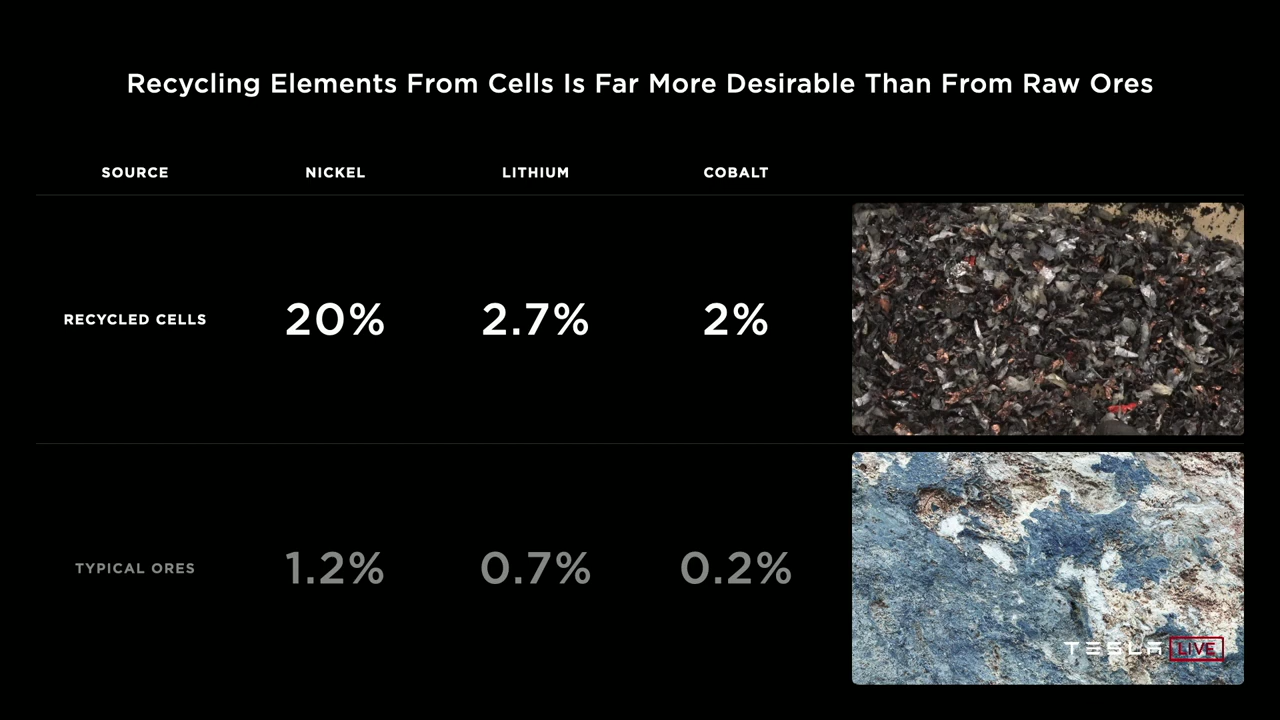 Recycling Elements From Cells Is Far More Desirable Than From Raw Ores
SOURCE NICKEL LITHIUM COBALT
RECYCLED CELLS 20% 2.7% 2%
TYPICAL ORES 1.2% 0.7% 0.2%
TESLA LIVE